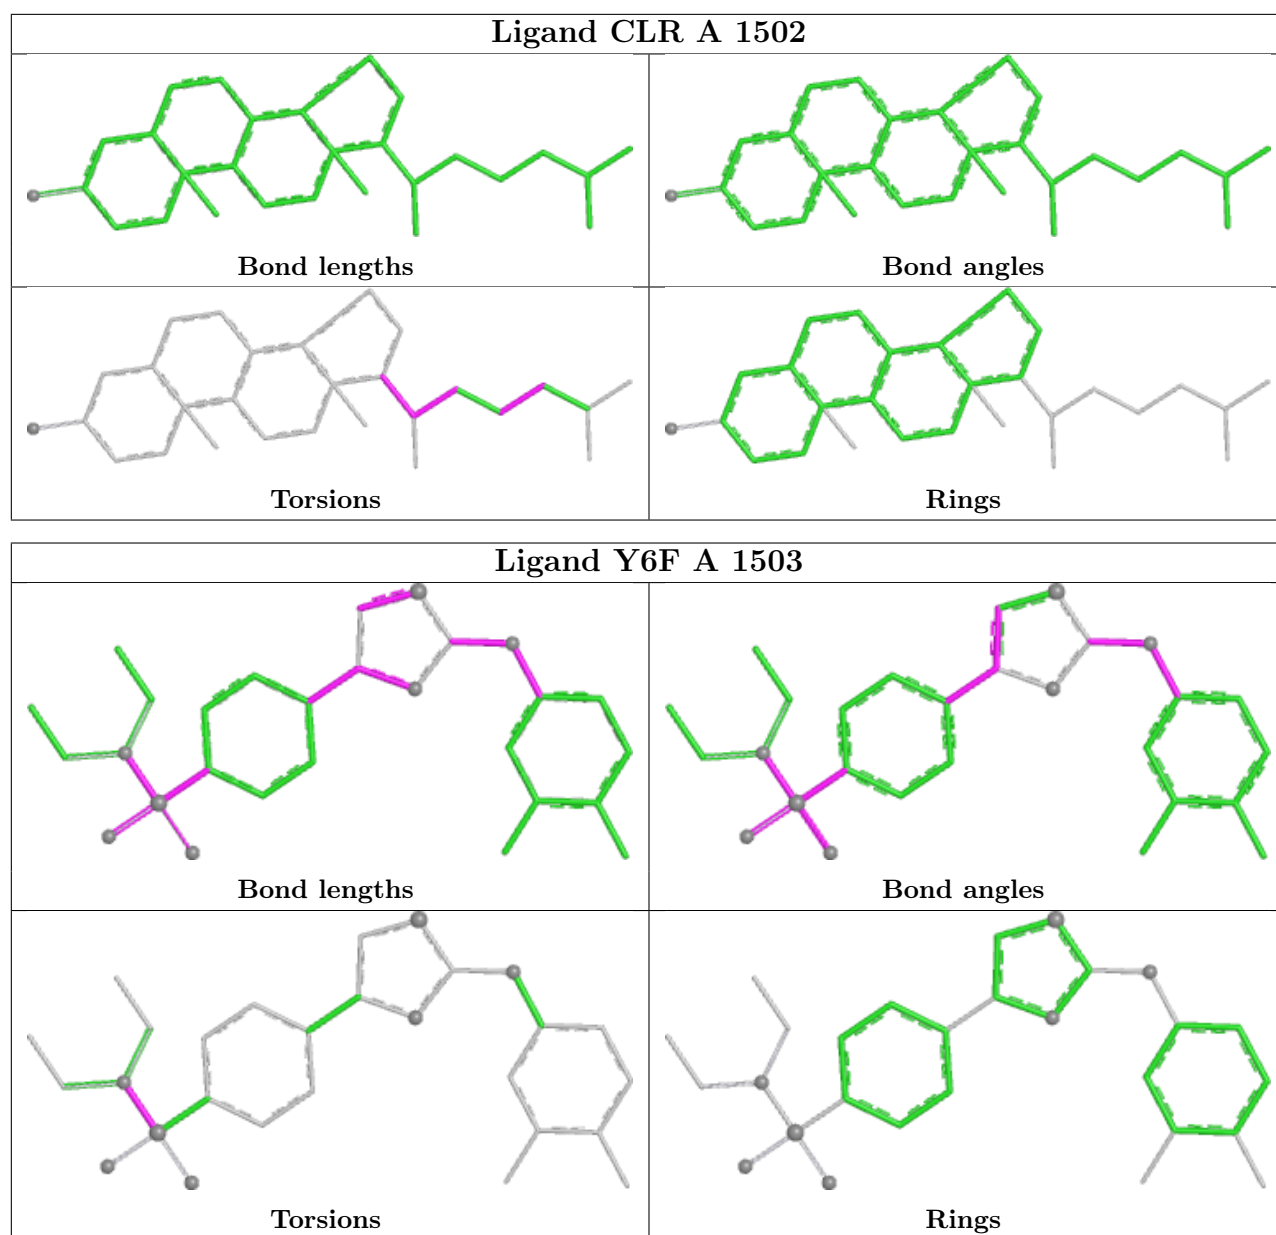 Ligand CLR A 1502
Bond lengths
Bond angles
Torsions
Rings
Ligand Y6F A 1503
Bond lengths
Bond angles
Torsions
Rings